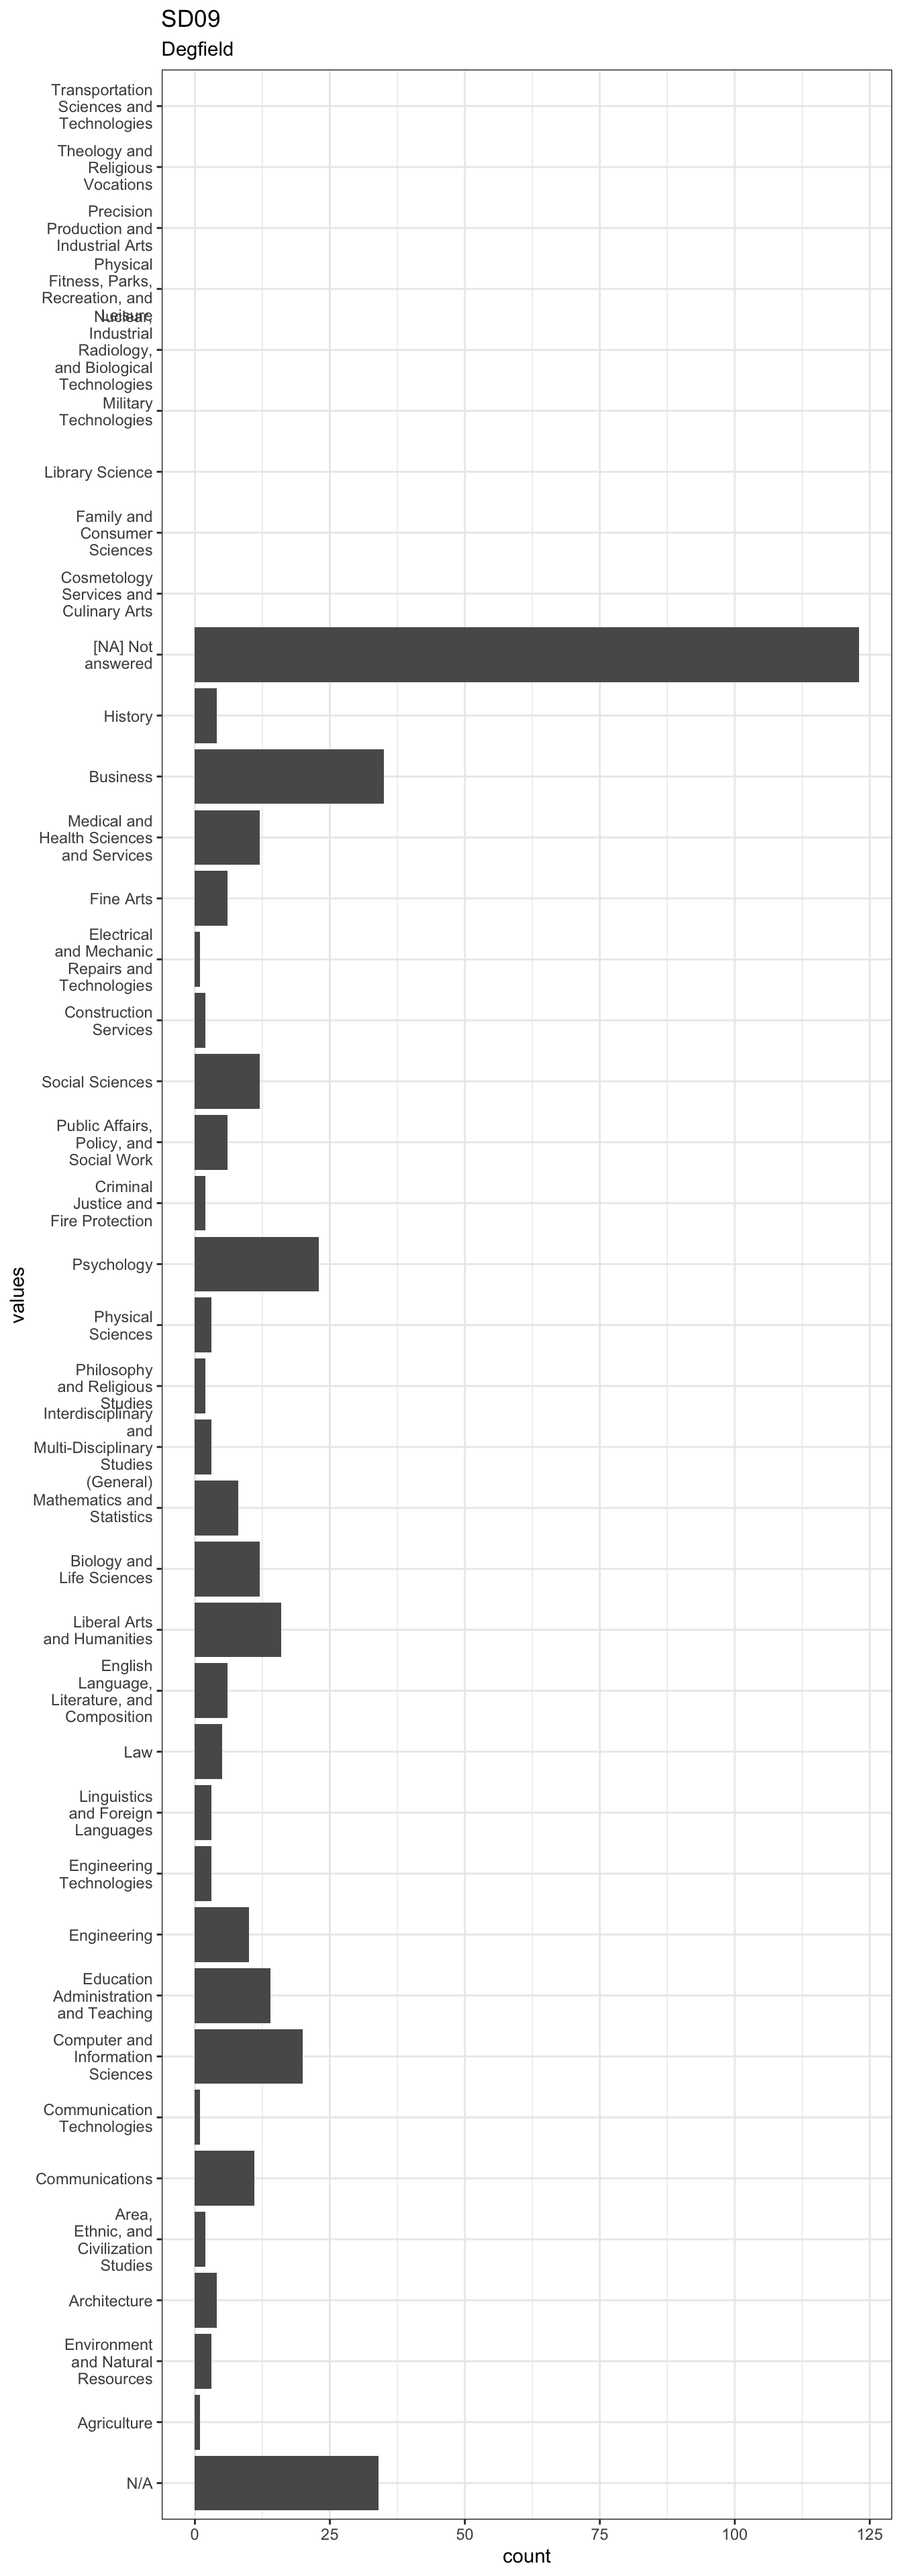 SD09
Degfield
Transportation
Sciences and
Technologies
Theology and
Religious
Vocations
Precision
Production and
Industrial Arts
Physical
Fitness, Parks,
Recreation, and
Leisure
Nuclear,
Industrial
Radiology,
and Biological
Technologies
Military
Technologies
Library Science
Family and
Consumer
Sciences
Cosmetology
Services and
Culinary Arts
[NA] Not
answered
History
Business
Medical and
Health Sciences
and Services
Fine Arts
Electrical
and Mechanic
Repairs and
Technologies
Construction
Services
Social Sciences
Public Affairs,
Policy, and
Social Work
Criminal
Justice and
Fire Protection
Psychology
Physical
Sciences
Philosophy
and Religious
Studies
Interdisciplinary
and
Multi-Disciplinary
Studies
(General)
Mathematics and
Statistics
Biology and
Life Sciences
Liberal Arts
and Humanities
English
Language,
Literature, and
Composition
Law
Linguistics
and Foreign
Languages
Engineering
Technologies
Engineering
Education
Administration
and Teaching
Computer and
Information
Sciences
Communication
Technologies
Communications
Area,
Ethnic, and
Civilization
Studies
Architecture
Environment
and Natural
Resources
Agriculture
N/A
values
0 25 50 75 100 125
count